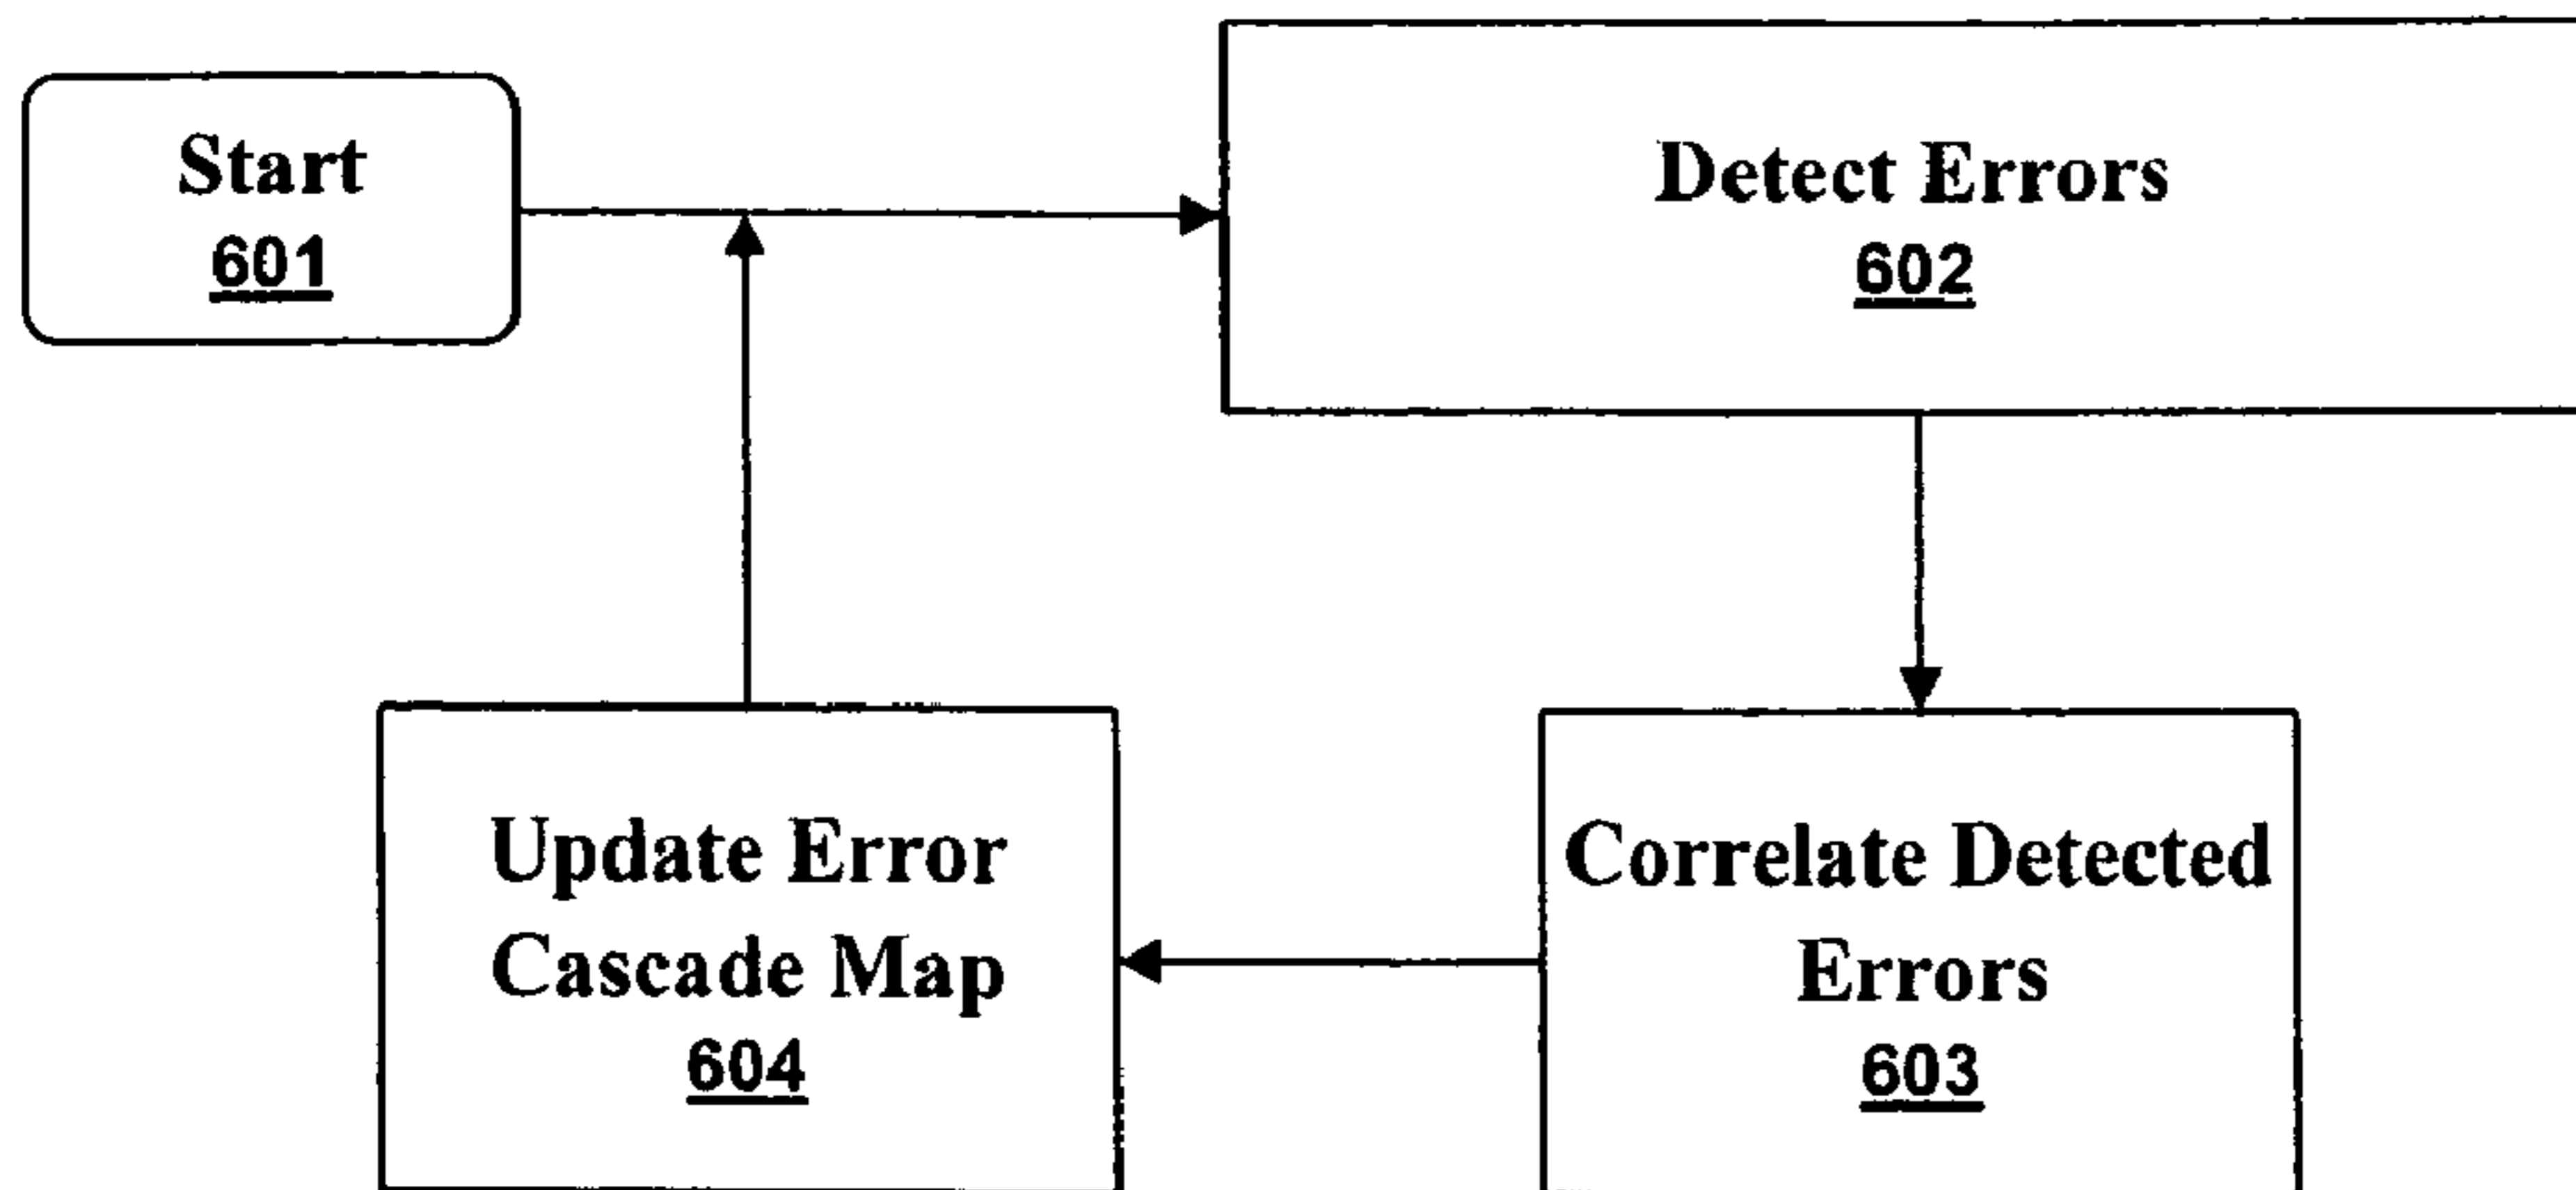 Start
601
Detect Errors
602
Correlate Detected
Errors
603
Update Error
Cascade Map
604